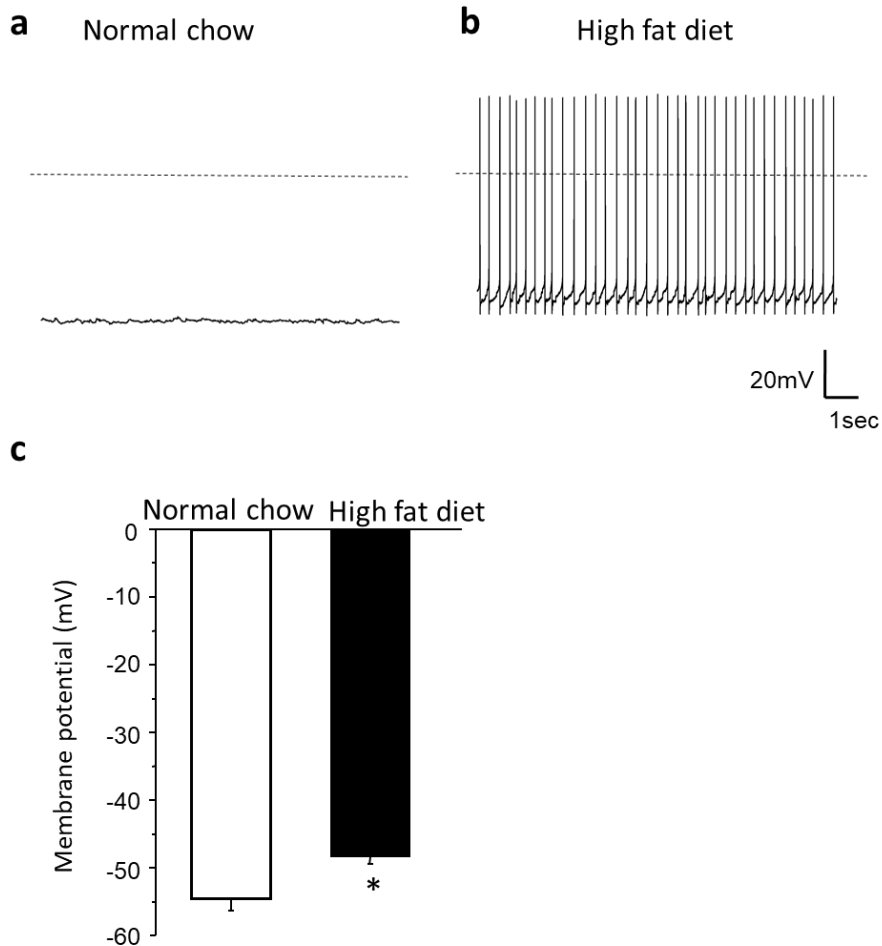 a Normal chow
b High fat diet
20mV
1sec
c
Normal chow High fat diet
0
-10
-20
-30
-40
-50
-60
Membrane potential (mV)
*